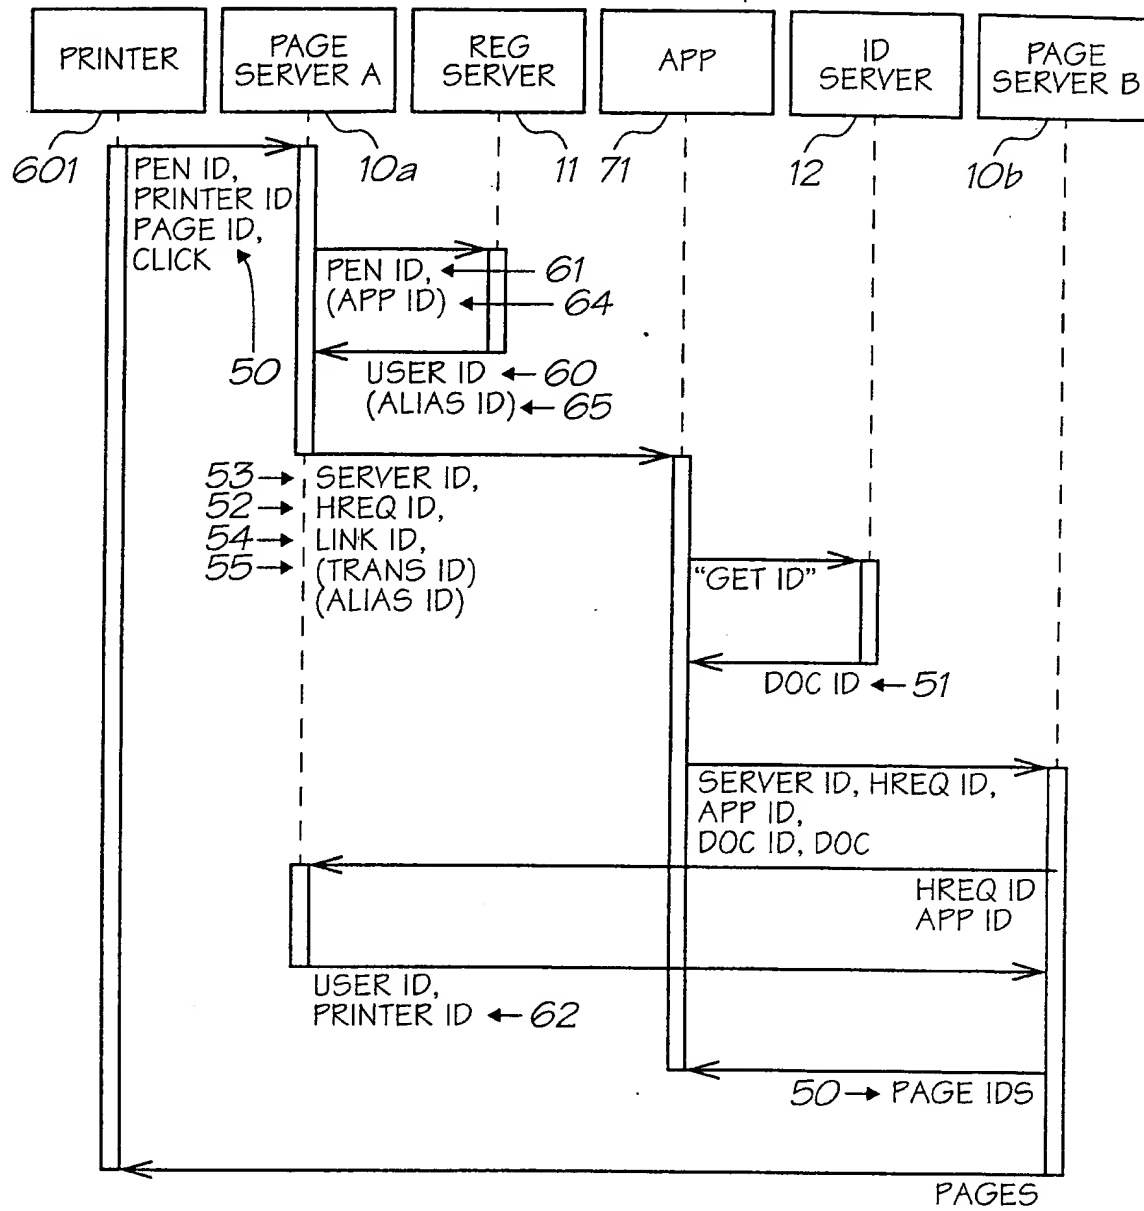 PRINTER
PAGE
SERVER A
REG
SERVER
APP
ID
SERVER
PAGE
SERVER B
601
10a
11
71
12
10b
PEN ID,
PRINTER ID
PAGE ID,
CLICK
50
PEN ID, 61
(APP ID) 64
USER ID 60
(ALIAS ID) 65
53 SERVER ID,
52 HREQ ID,
54 LINK ID,
55 (TRANS ID)
(ALIAS ID)
“GET ID”
DOC ID 51
SERVER ID, HREQ ID,
APP ID,
DOC ID, DOC
HREQ ID
APP ID
USER ID,
PRINTER ID 62
50 PAGE IDS
PAGES